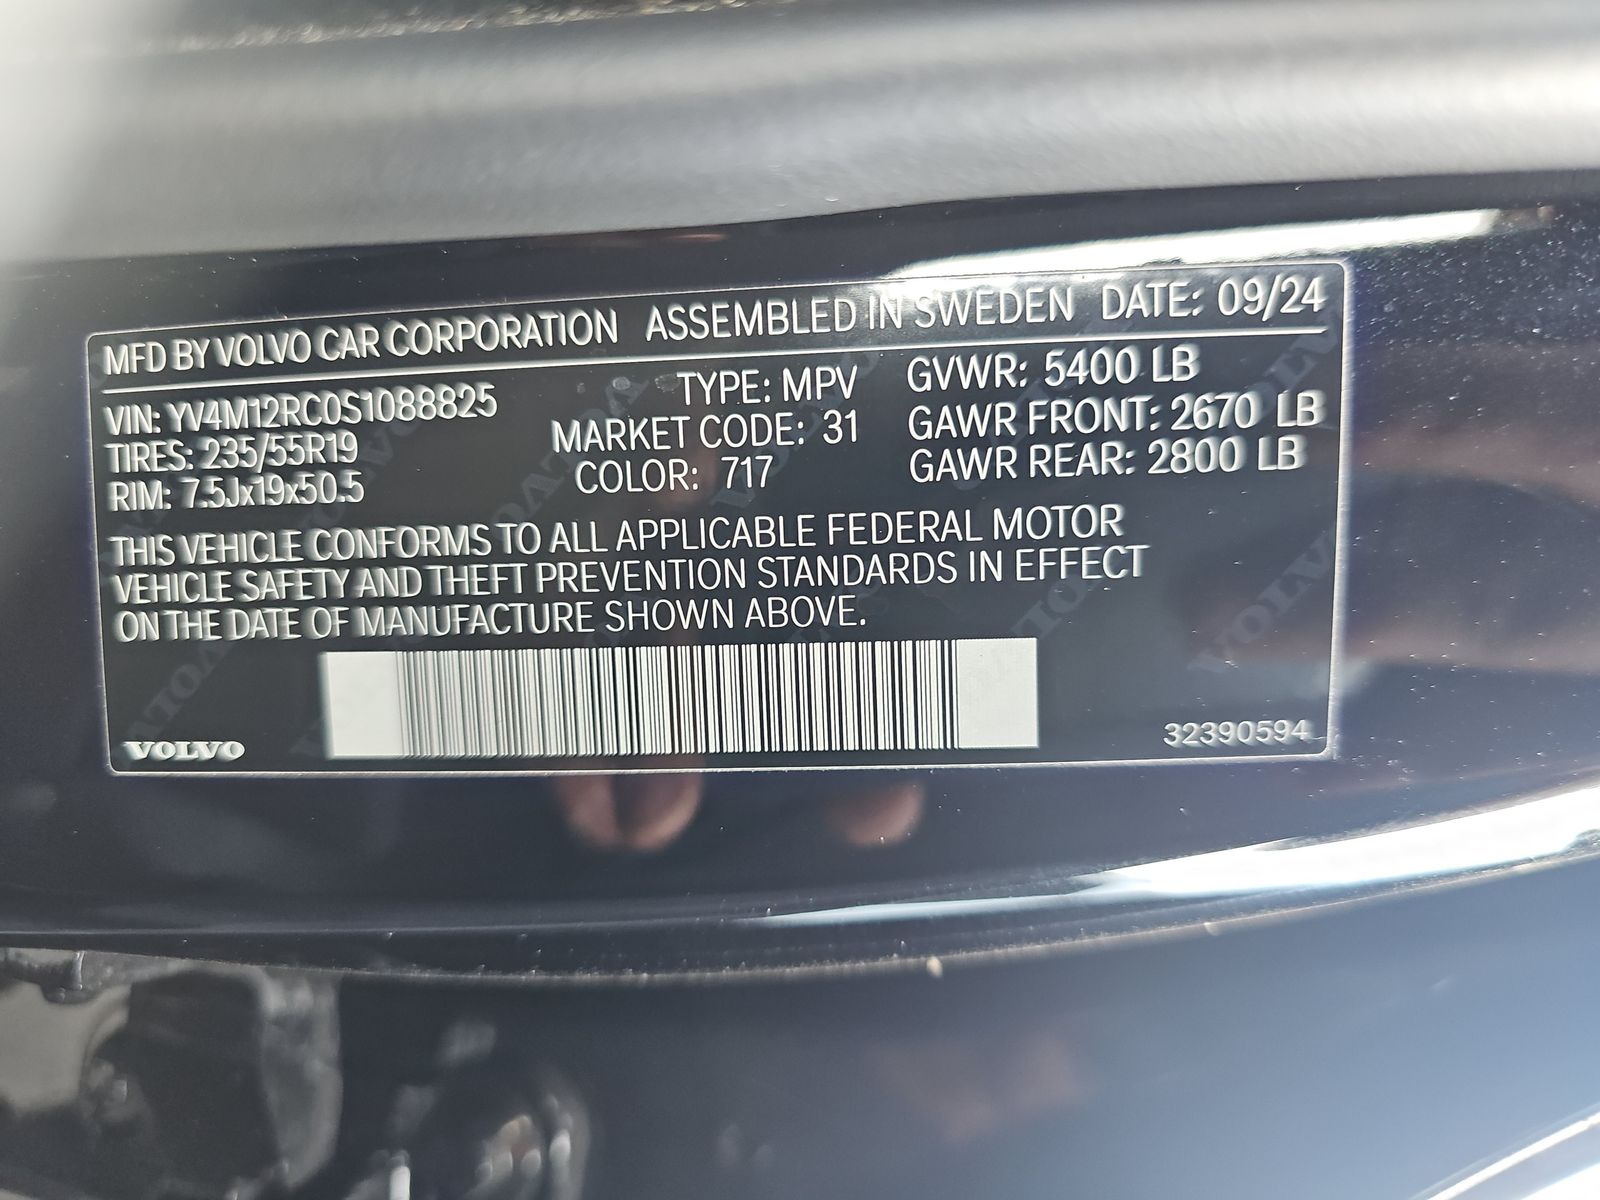 MFD BY VOLVO CAR CORPORATION ASSEMBLED IN SWEDEN DATE: 09/24
VIN: YV4M12RC0S1088825 TYPE: MPV GVWR: 5400 LB
TIRES: 235/55R19 MARKET CODE: 31 GAWR FRONT: 2670 LB
RIM: 7.5Jx19x50.5 COLOR: 717 GAWR REAR: 2800 LB
THIS VEHICLE CONFORMS TO ALL APPLICABLE FEDERAL MOTOR
VEHICLE SAFETY AND THEFT PREVENTION STANDARDS IN EFFECT
ON THE DATE OF MANUFACTURE SHOWN ABOVE.
VOLVO 32390594